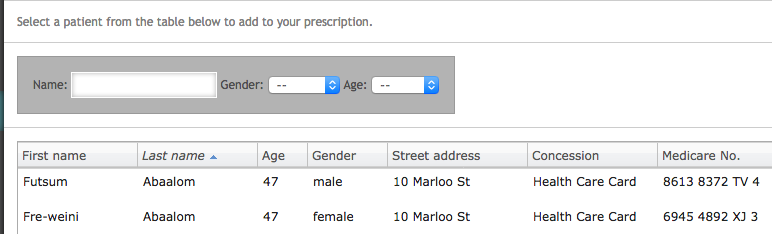 Select a patient from the table below to add to your prescription.
Name: Gender: -- Age: --
First name Last name Age Gender Street address Concession Medicare No.
Futsum Abaalom 47 male 10 Marloo St Health Care Card 8613 8372 TV 4
Fre-weini Abaalom 47 female 10 Marloo St Health Care Card 6945 4892 XJ 3